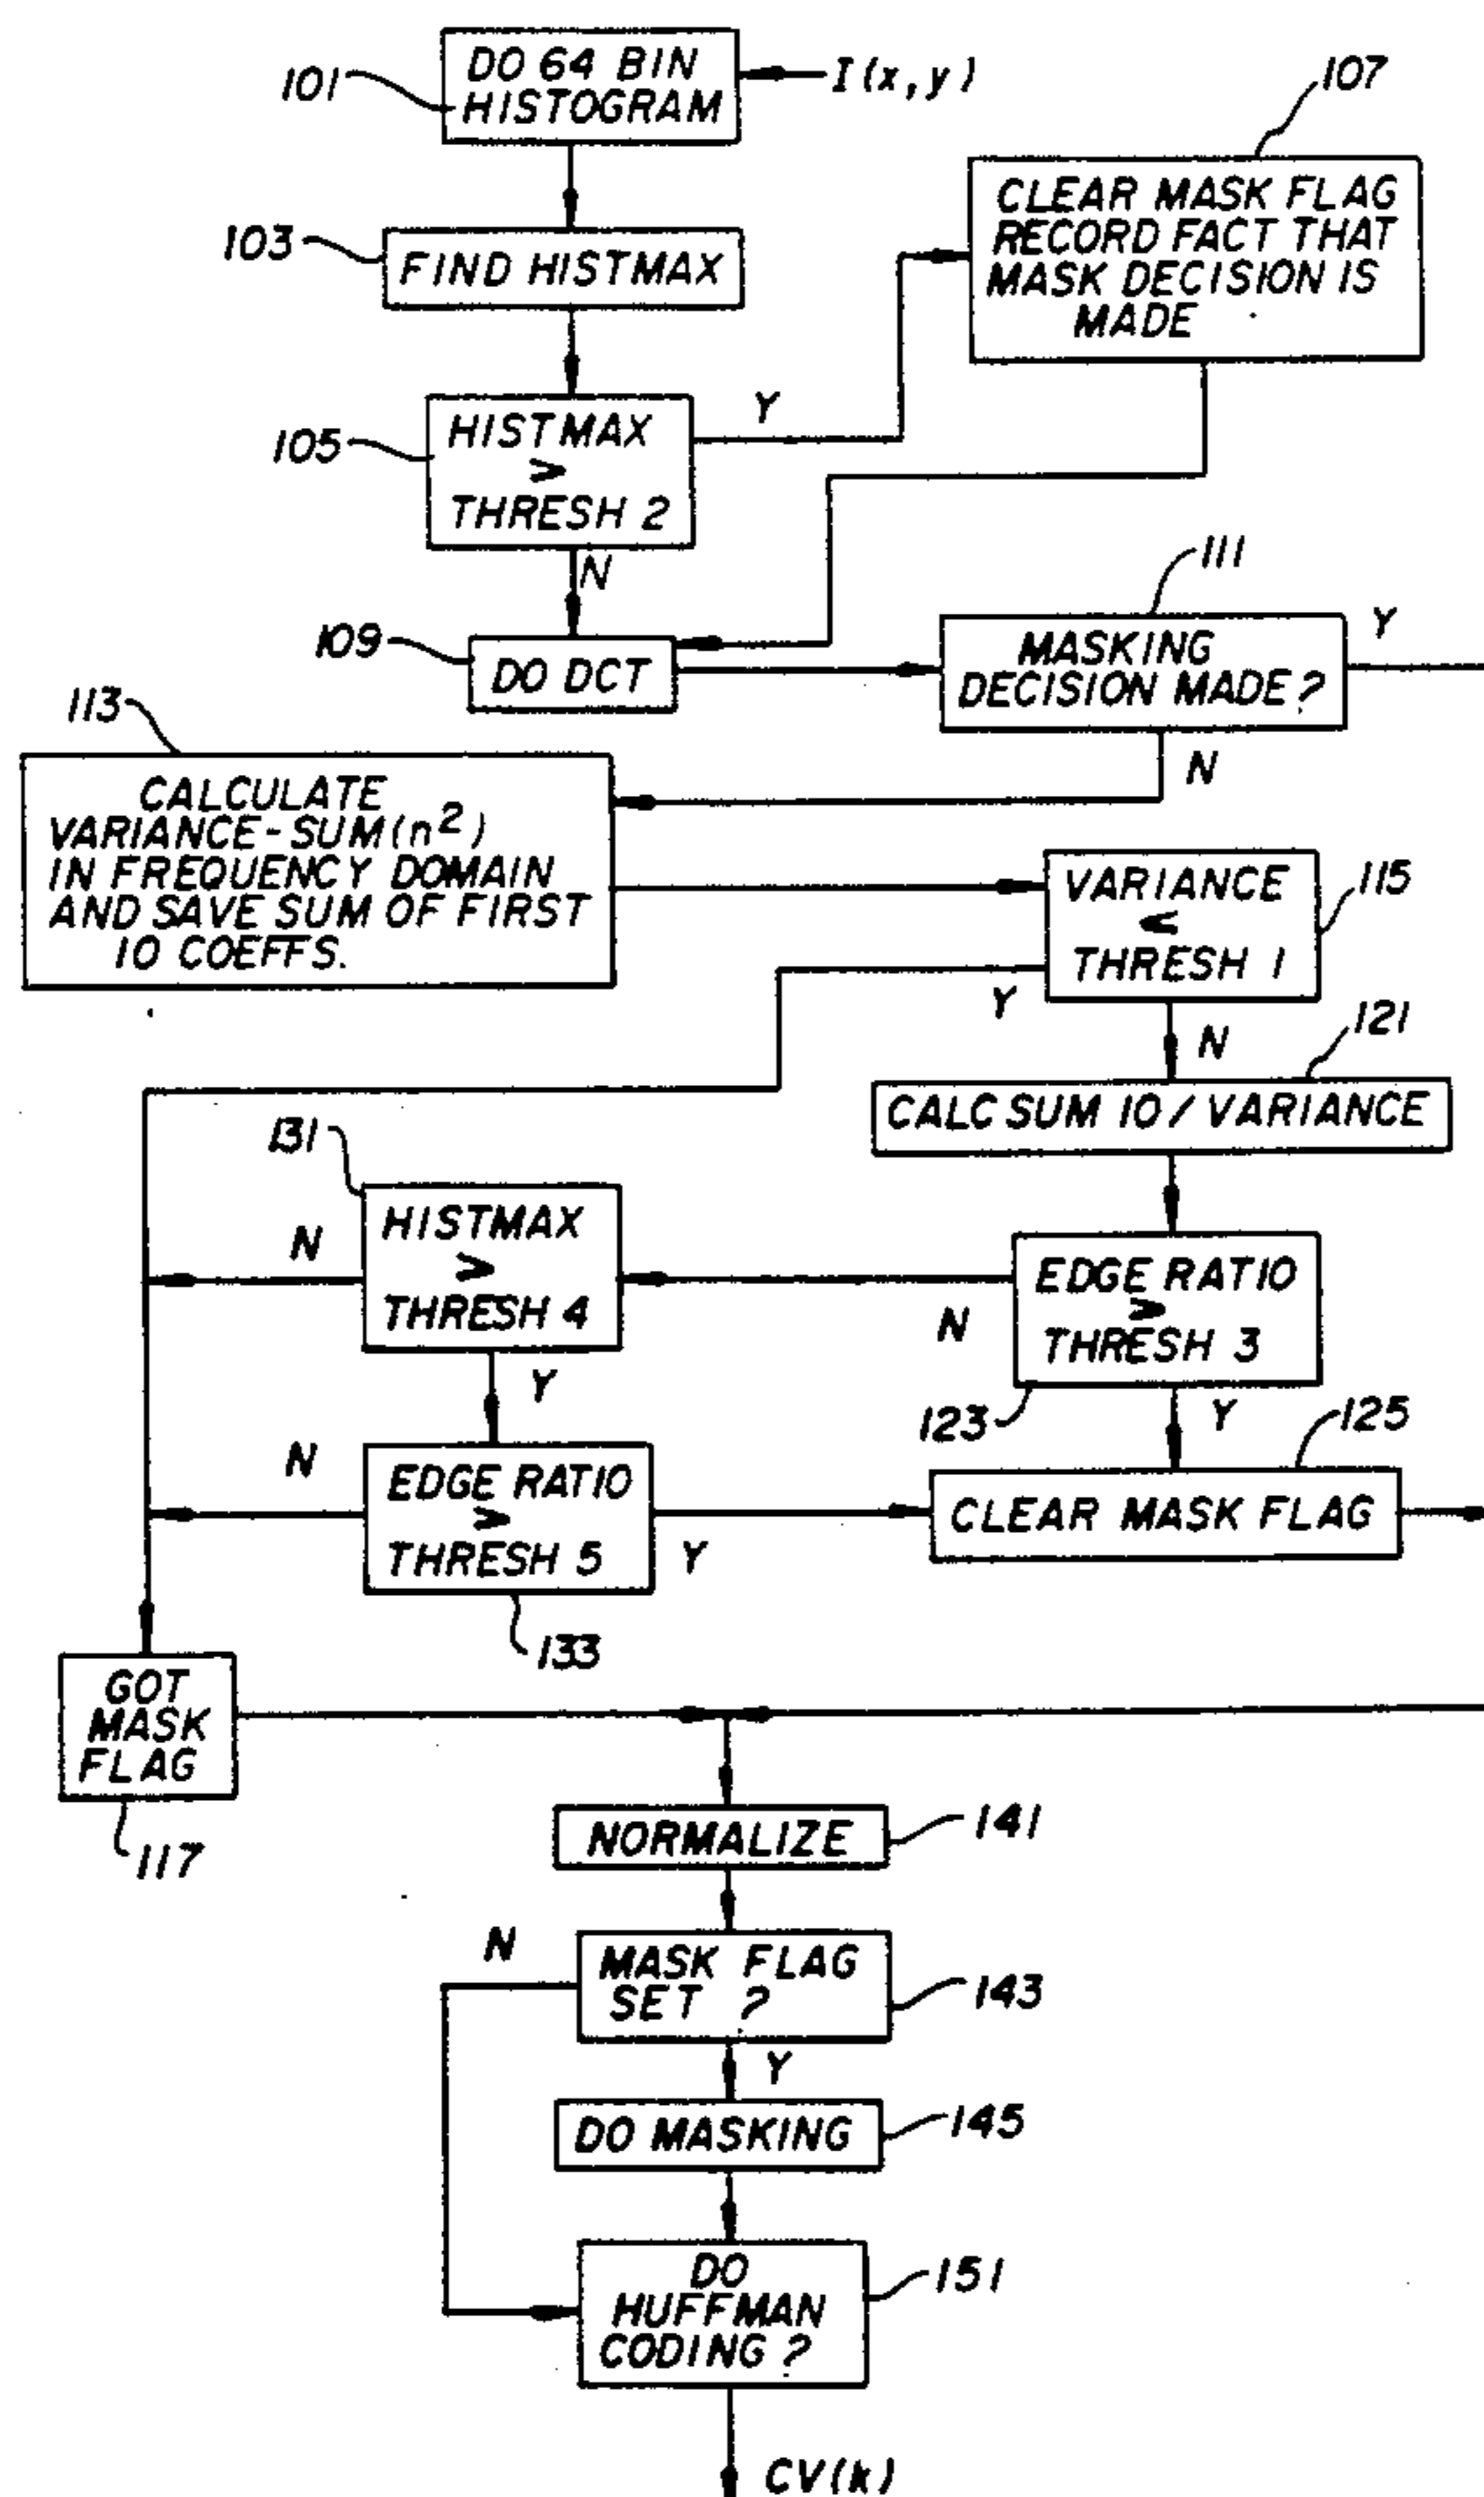 DO 64 BIN
HISTOGRAM
101
I(x,y)
107
CLEAR MASK FLAG
RECORD FACT THAT
MASK DECISION IS
MADE
103
FIND HISTMAX
105
HISTMAX
>
THRESH 2
Y
N
109
DO DCT
111
MASKING
DECISION MADE?
Y
N
113
CALCULATE
VARIANCE-SUM(n²)
IN FREQUENCY DOMAIN
AND SAVE SUM OF FIRST
10 COEFFS.
VARIANCE
<
THRESH 1
115
Y
N
121
CALC SUM 10/VARIANCE
131
HISTMAX
>
THRESH 4
N
Y
EDGE RATIO
>
THRESH 3
N
123
Y
125
N
EDGE RATIO
>
THRESH 5
Y
133
CLEAR MASK FLAG
GOT
MASK
FLAG
117
NORMALIZE
141
N
MASK FLAG
SET ?
143
Y
DO MASKING
145
DO
HUFFMAN
CODING ?
151
CV(k)